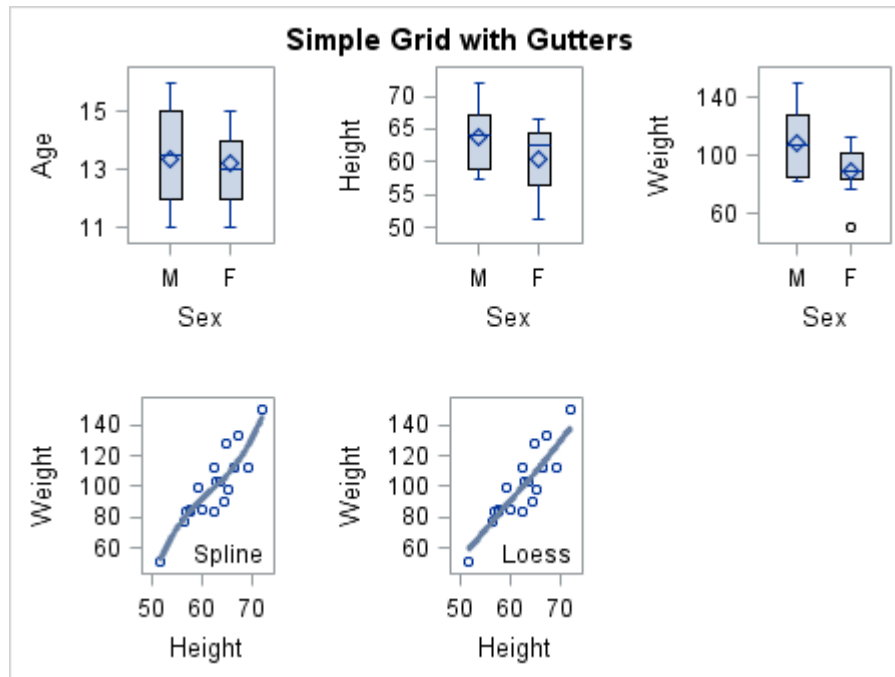 Simple Grid with Gutters
Age
15
13
11
M F
Sex
Height
70
65
60
55
50
M F
Sex
Weight
140
100
60
M F
Sex
Weight
140
120
100
80
60
Spline
50 60 70
Height
Weight
140
120
100
80
60
Loess
50 60 70
Height